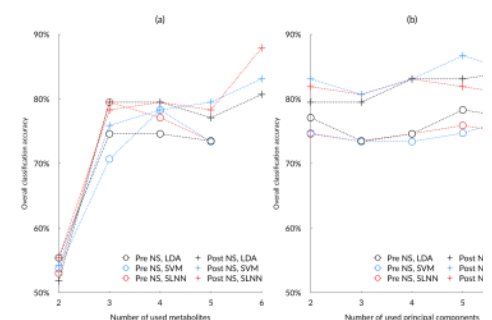 (a)
(b)
90%
90%
80%
80%
70%
70%
60%
60%
50%
50%
Overall classification accuracy
Overall classification accuracy
Pre NS, LDA
Post NS, LDA
Pre NS, SVM
Post NS, SVM
Pre NS, SLNN
Post NS, SLNN
Pre NS, LDA
Post N
Pre NS, SVM
Post N
Pre NS, SLNN
Post N
2 3 4 5 6
2 3 4 5
Number of used metabolites
Number of used principal components